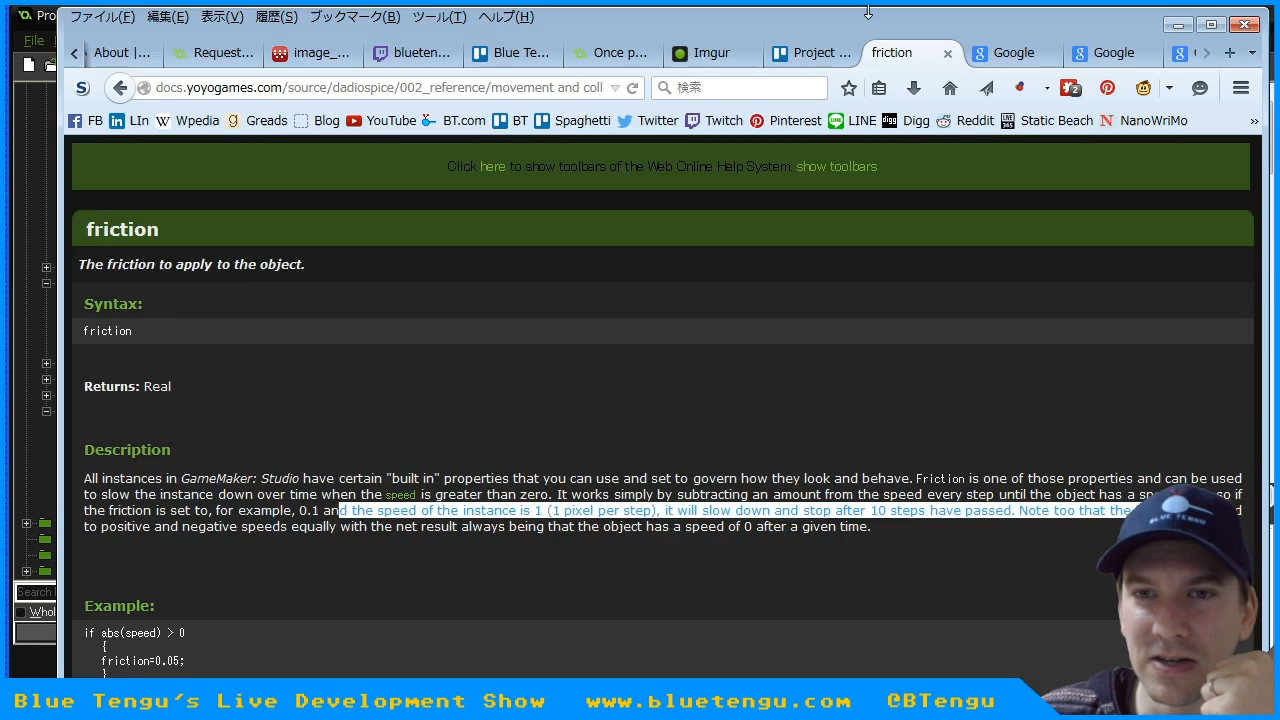 Pro
ファイル(F) 編集(E) 表示(V) 履歴(S) ブックマーク(B) ツール(T) ヘルプ(H)
File
About |... Request... image_... blueten... Blue Te... Once p... Imgur Project ... friction Google Google
docs.yoyogames.com/source/dadiospice/002_reference/movement and coll 検索
FB LIn Wpedia Greads Blog YouTube BT.com BT Spaghetti Twitter Twitch Pinterest LINE Digg Reddit Static Beach NanoWriMo
Click here to show toolbars of the Web Online Help System: show toolbars
friction
The friction to apply to the object.
Syntax:
friction
Returns: Real
Description
All instances in GameMaker: Studio have certain "built in" properties that you can use and set to govern how they look and behave. Friction is one of those properties and can be used
to slow the instance down over time when the speed is greater than zero. It works simply by subtracting an amount from the speed every step until the object has a so if
the friction is set to, for example, 0.1 and the speed of the instance is 1 (1 pixel per step), it will slow down and stop after 10 steps have passed. Note too that the
to positive and negative speeds equally with the net result always being that the object has a speed of 0 after a given time.
Search
Whol
Example:
if abs(speed) > 0
{
friction=0.05;
}
BLUE TENGU
Blue Tengu's Live Development Show www.bluetengu.com @BTengu